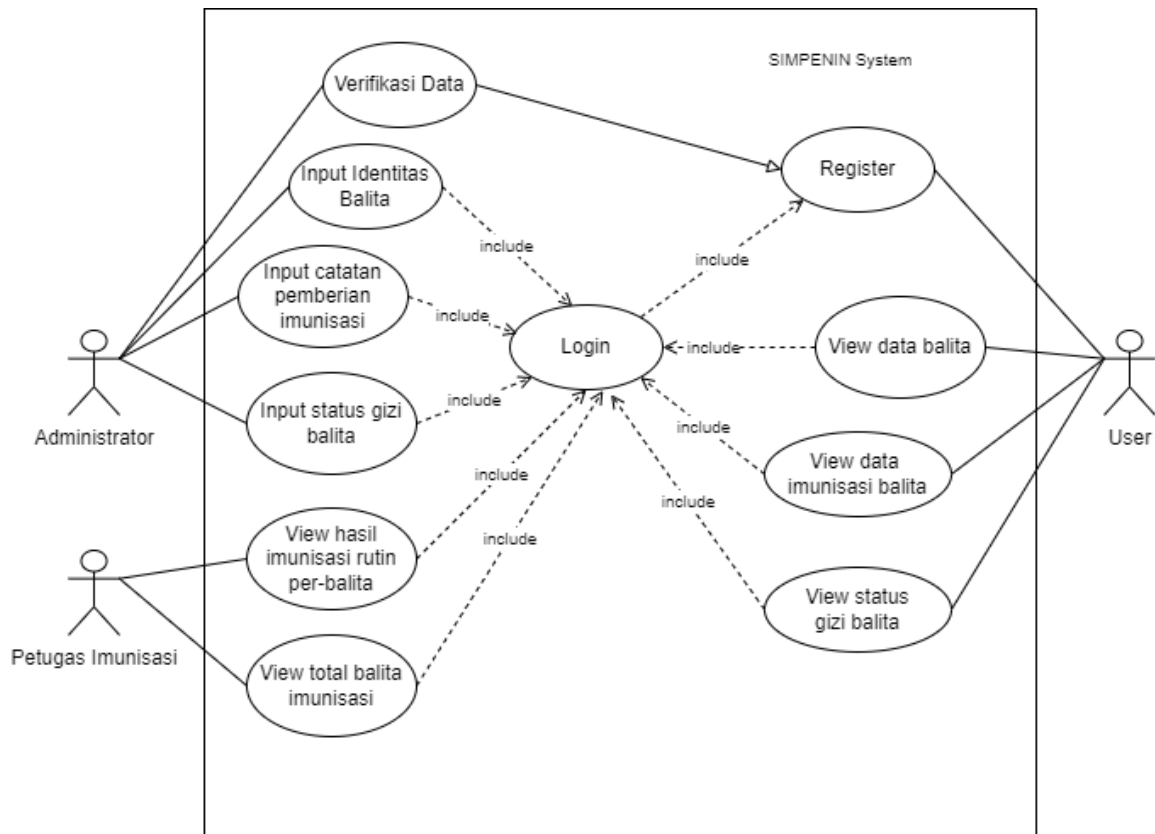 SIMPENIN System
Verifikasi Data
Register
Input Identitas
Balita
include
include
Input catatan
pemberian
imunisasi
include
Login
include
View data balita
Administrator
Input status gizi
balita
include
include
View data
imunisasi balita
User
include
include
View hasil
imunisasi rutin
per-balita
include
View status
gizi balita
Petugas Imunisasi
View total balita
imunisasi